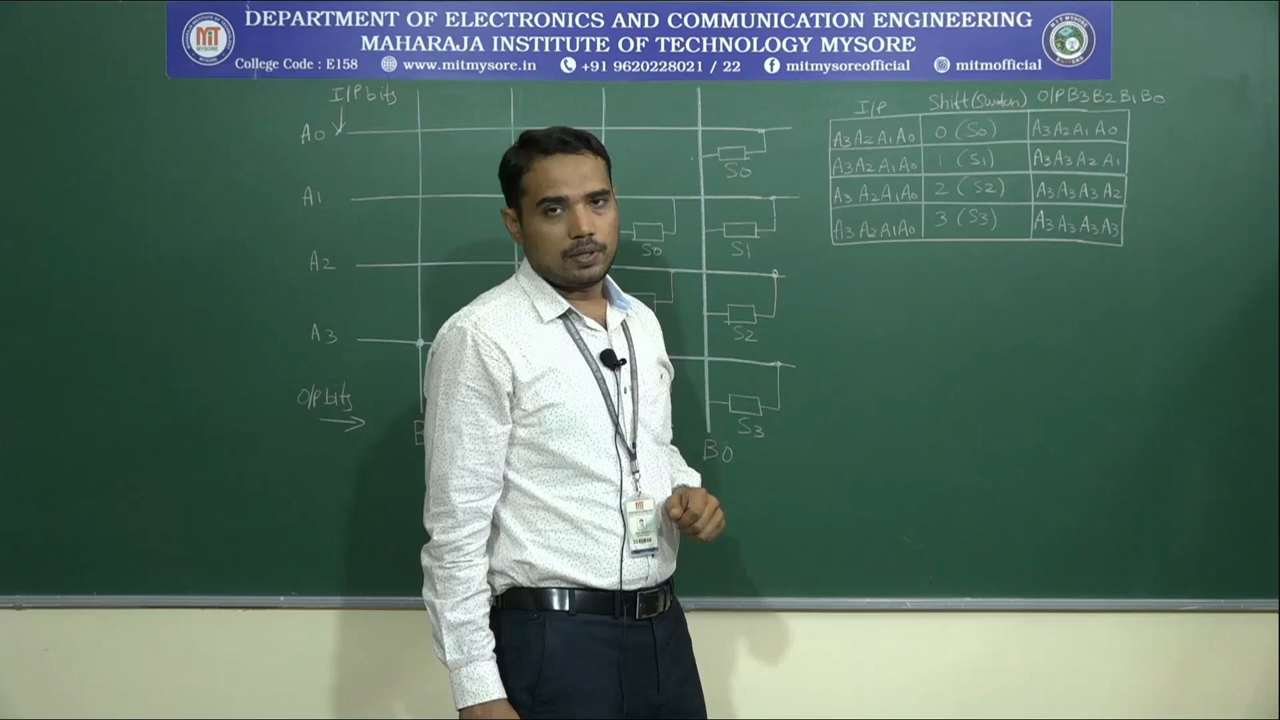 DEPARTMENT OF ELECTRONICS AND COMMUNICATION ENGINEERING
MAHARAJA INSTITUTE OF TECHNOLOGY MYSORE
College Code : E158 www.mitmysore.in +91 9620228021 / 22 mitmysoreofficial mitmofficial
MIT
MYSORE
I/P bits
A0
S0
A1
S0
S1
A2
S2
A3
S3
O/P bits
B0
I/P Shift (Switch) O/P B3 B2 B1 B0
A3 A2 A1 A0 0 (S0) A3 A2 A1 A0
A3 A2 A1 A0 1 (S1) A3 A3 A2 A1
A3 A2 A1 A0 2 (S2) A3 A3 A3 A2
A3 A2 A1 A0 3 (S3) A3 A3 A3 A3